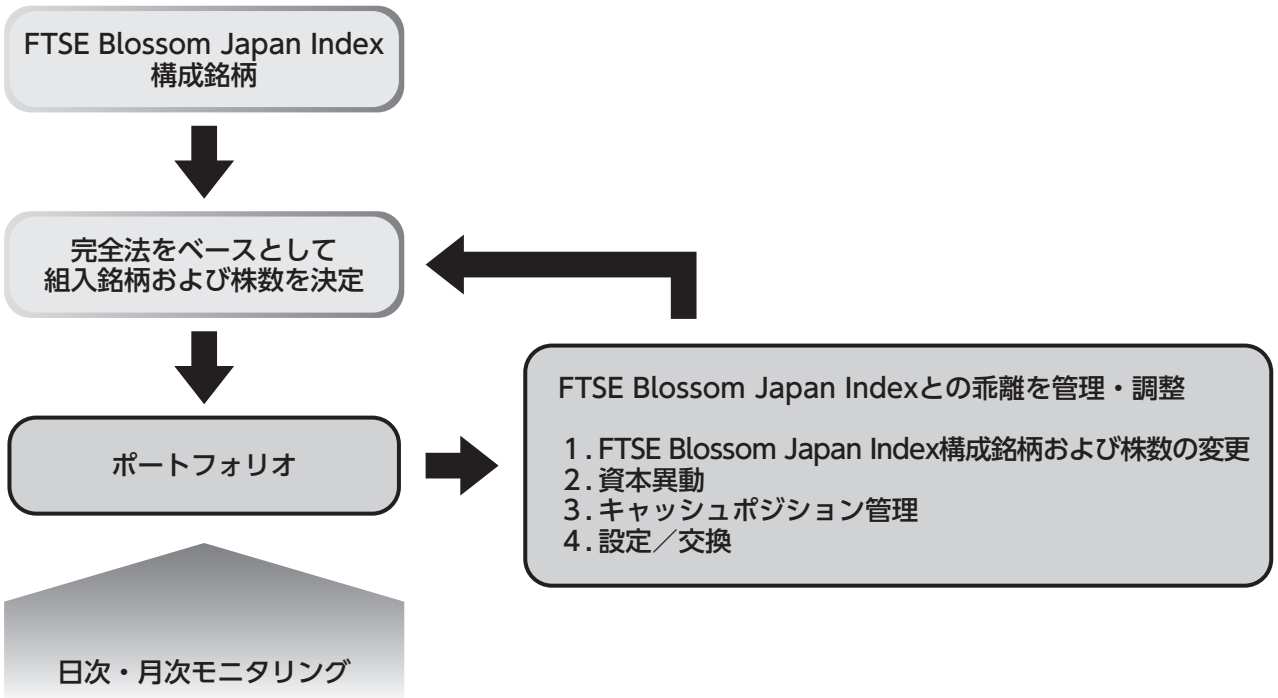 FTSE Blossom Japan Index
構成銘柄
完全法をベースとして
組入銘柄および株数を決定
ポートフォリオ
FTSE Blossom Japan Indexとの乖離を管理・調整
1．FTSE Blossom Japan Index構成銘柄および株数の変更
2．資本異動
3．キャッシュポジション管理
4．設定／交換
日次・月次モニタリング